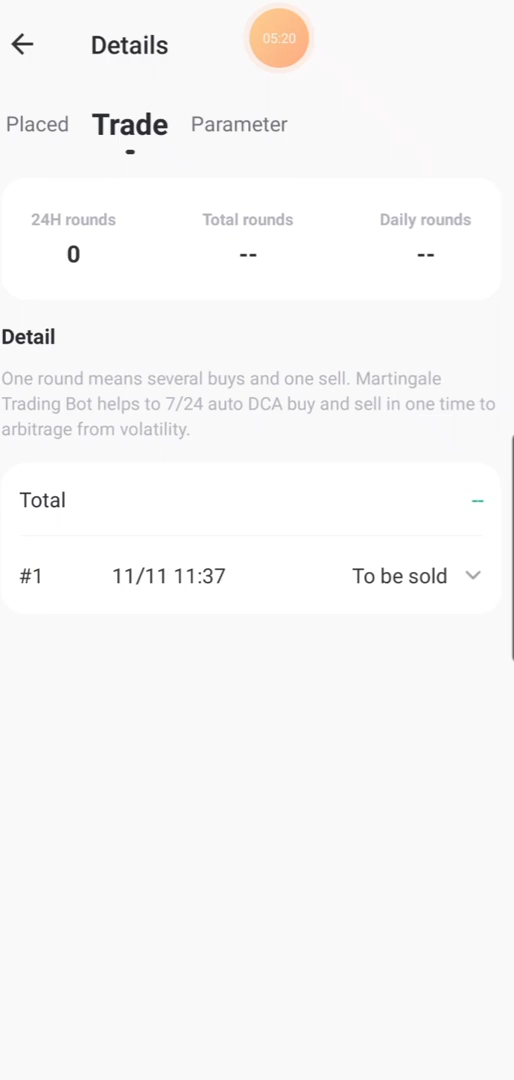 Details
05:20
Placed Trade Parameter
24H rounds Total rounds Daily rounds
0 -- --
Detail
One round means several buys and one sell. Martingale
Trading Bot helps to 7/24 auto DCA buy and sell in one time to
arbitrage from volatility.
Total --
#1 11/11 11:37 To be sold